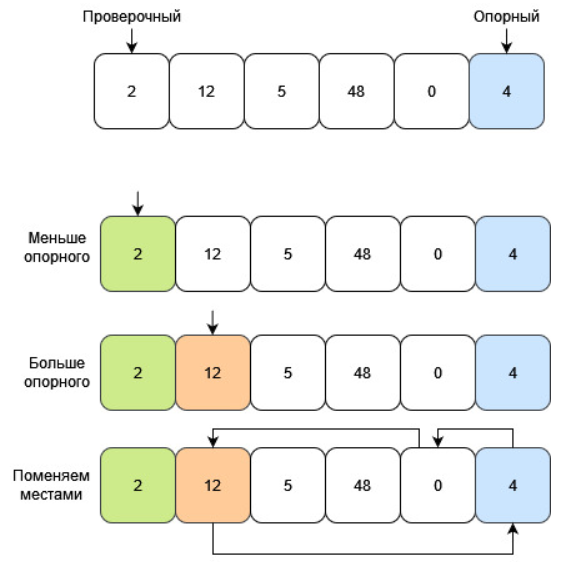 Проверочный Опорный
2 12 5 48 0 4
Меньше
опорного
2 12 5 48 0 4
Больше
опорного
2 12 5 48 0 4
Поменяем
местами
2 12 5 48 0 4